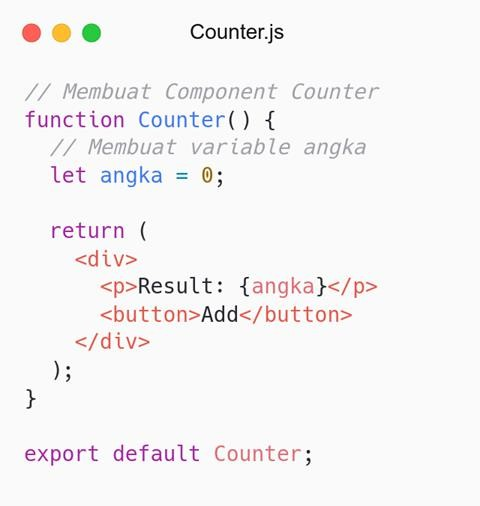 Counter.js
// Membuat Component Counter
function Counter() {
  // Membuat variable angka
  let angka = 0;

  return (
    <div>
      <p>Result: {angka}</p>
      <button>Add</button>
    </div>
  );
}

export default Counter;